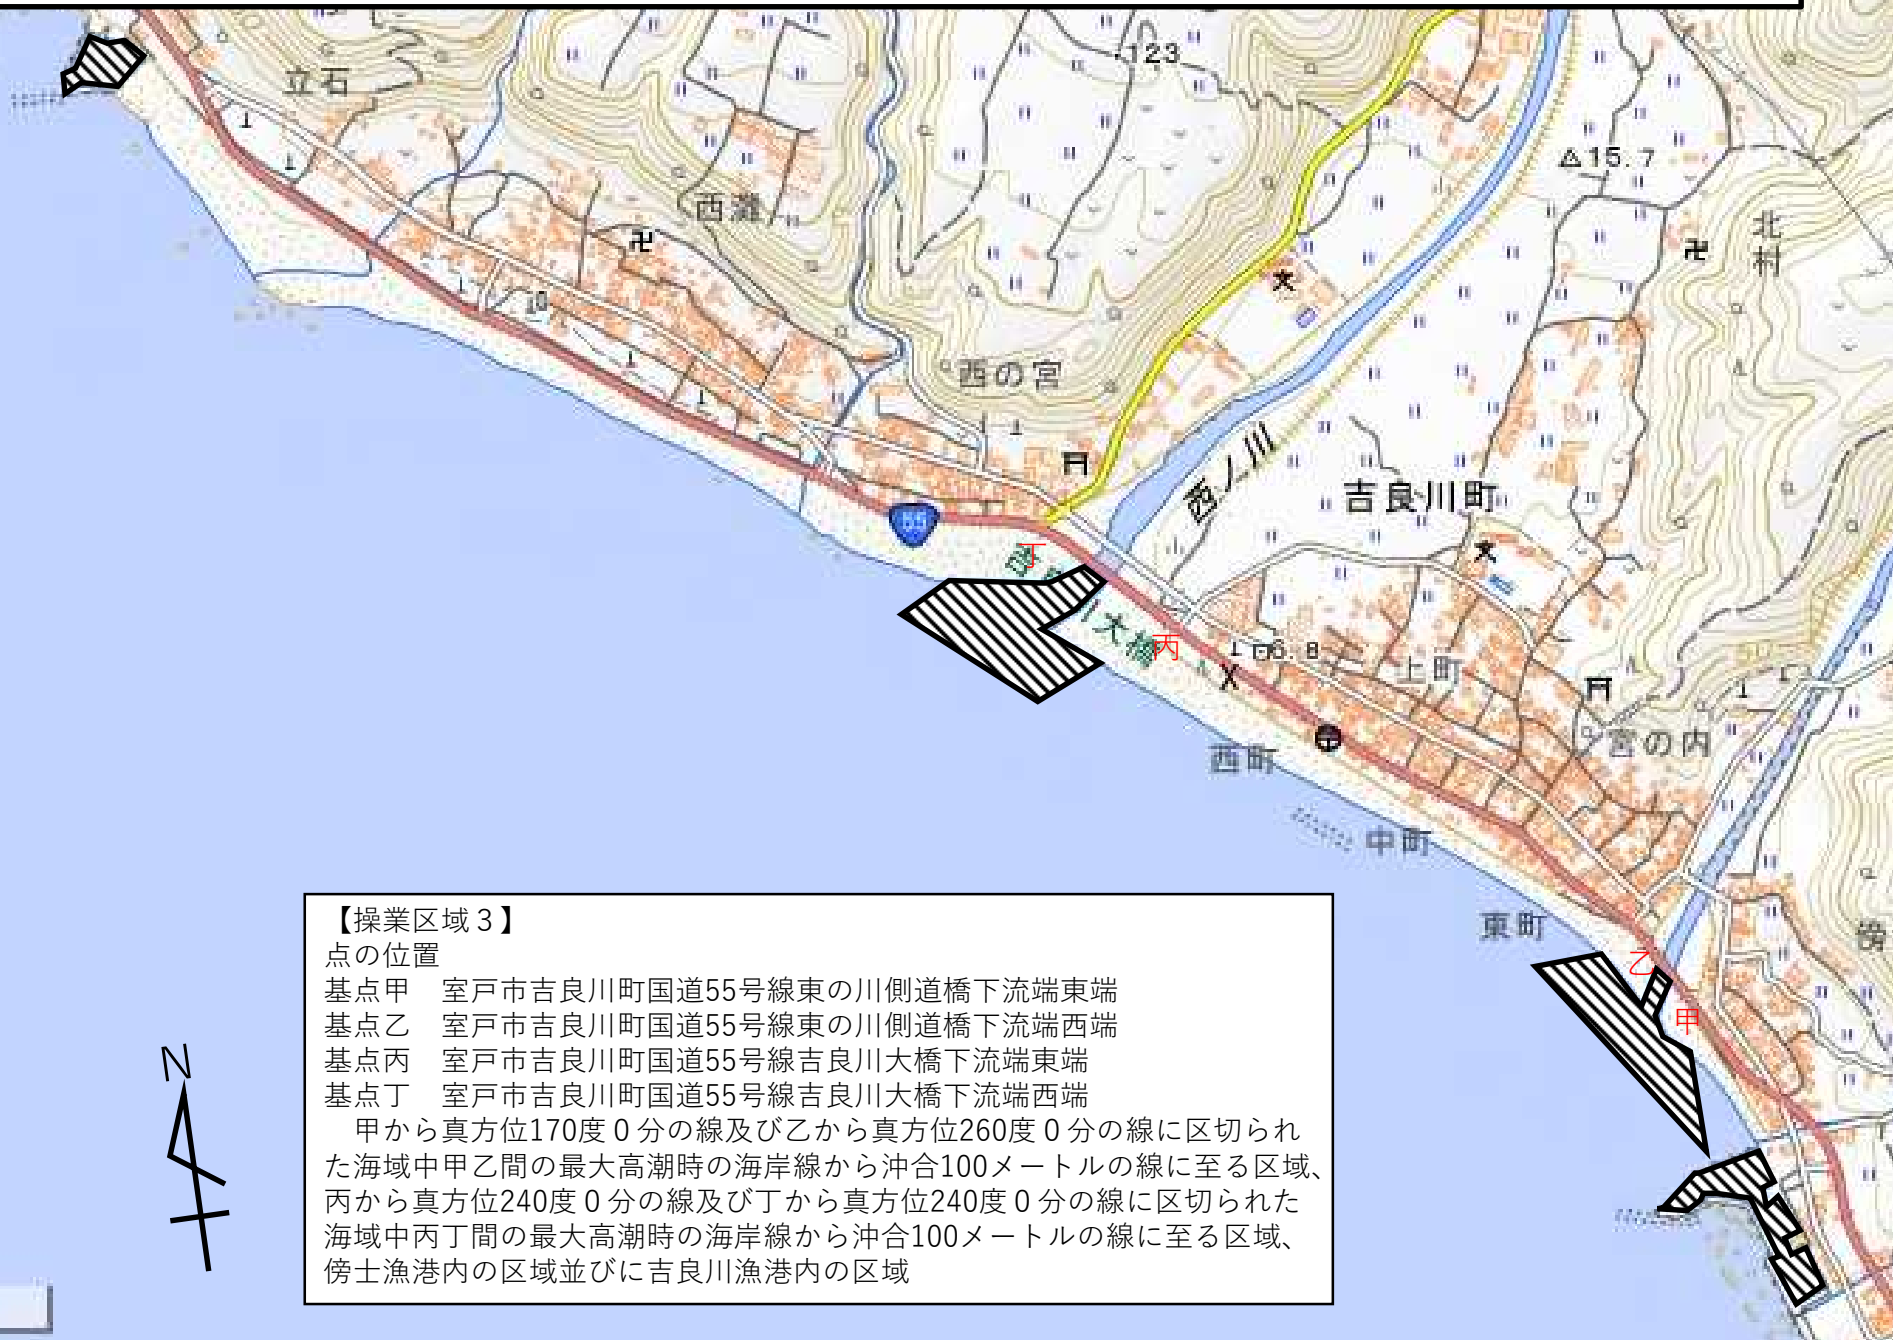 123
立石
△15.7
西灘
北村
西の宮
西ノ川
吉良川町
55
丁
川大橋
丙
6.8
上町
宮の内
西町
中町
東町
傍
乙
甲
N
【操業区域３】
点の位置
基点甲　室戸市吉良川町国道55号線東の川側道橋下流端東端
基点乙　室戸市吉良川町国道55号線東の川側道橋下流端西端
基点丙　室戸市吉良川町国道55号線吉良川大橋下流端東端
基点丁　室戸市吉良川町国道55号線吉良川大橋下流端西端
　甲から真方位170度０分の線及び乙から真方位260度０分の線に区切られ
た海域中甲乙間の最大高潮時の海岸線から沖合100メートルの線に至る区域、
丙から真方位240度０分の線及び丁から真方位240度０分の線に区切られた
海域中丙丁間の最大高潮時の海岸線から沖合100メートルの線に至る区域、
傍士漁港内の区域並びに吉良川漁港内の区域